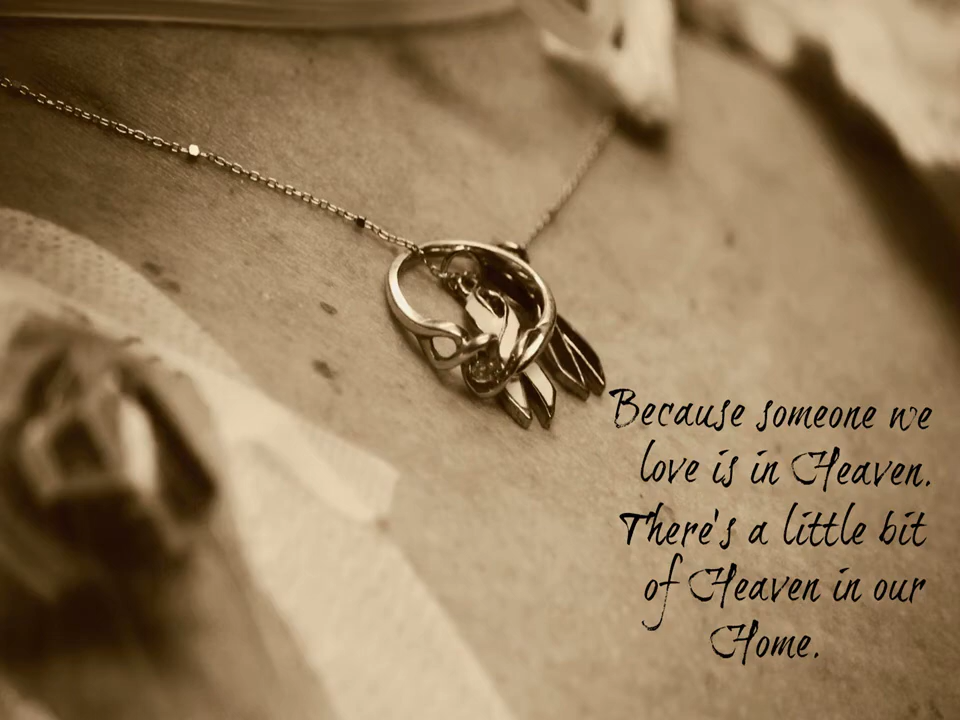 Because someone we
love is in Heaven.
There's a little bit
of Heaven in our
Home.